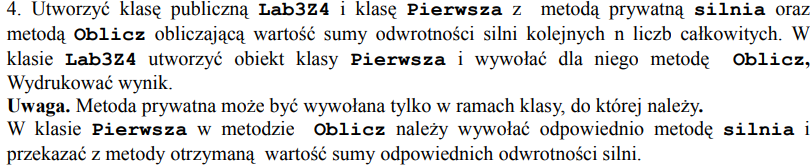 4. Utworzyć klasę publiczną Lab3Z4 i klasę Pierwsza z metodą prywatną silnia oraz
metodą Oblicz obliczającą wartość sumy odwrotności silni kolejnych n liczb całkowitych. W
klasie Lab3Z4 utworzyć obiekt klasy Pierwsza i wywołać dla niego metodę Oblicz,
Wydrukować wynik.
Uwaga. Metoda prywatna może być wywołana tylko w ramach klasy, do której należy.
W klasie Pierwsza w metodzie Oblicz należy wywołać odpowiednio metodę silnia i
przekazać z metody otrzymaną wartość sumy odpowiednich odwrotności silni.